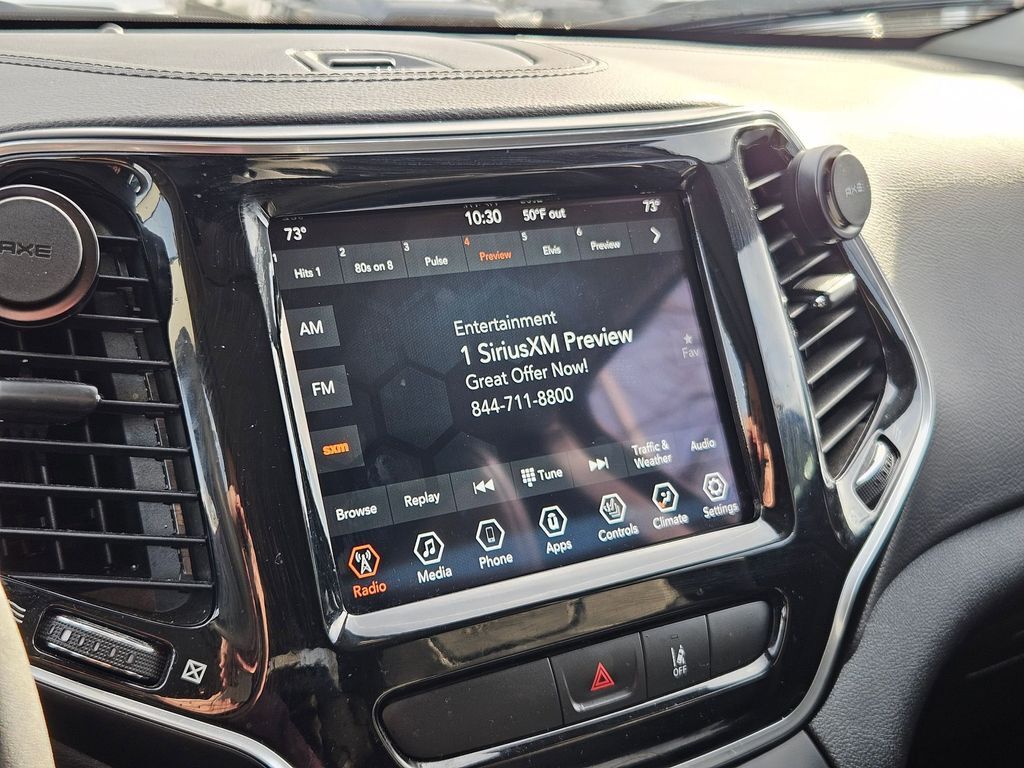 10:30 50°F out
73° 73°
1 Hits 1 2 80s on 8 3 Pulse 4 Preview 5 Elvis 6 Preview
AM
FM
sxm
Entertainment
1 SiriusXM Preview
Great Offer Now!
844-711-8800
Fav
Browse Replay Tune Traffic &
Weather Audio
Radio Media Phone Apps Controls Climate Settings
AXE
AXE
OFF